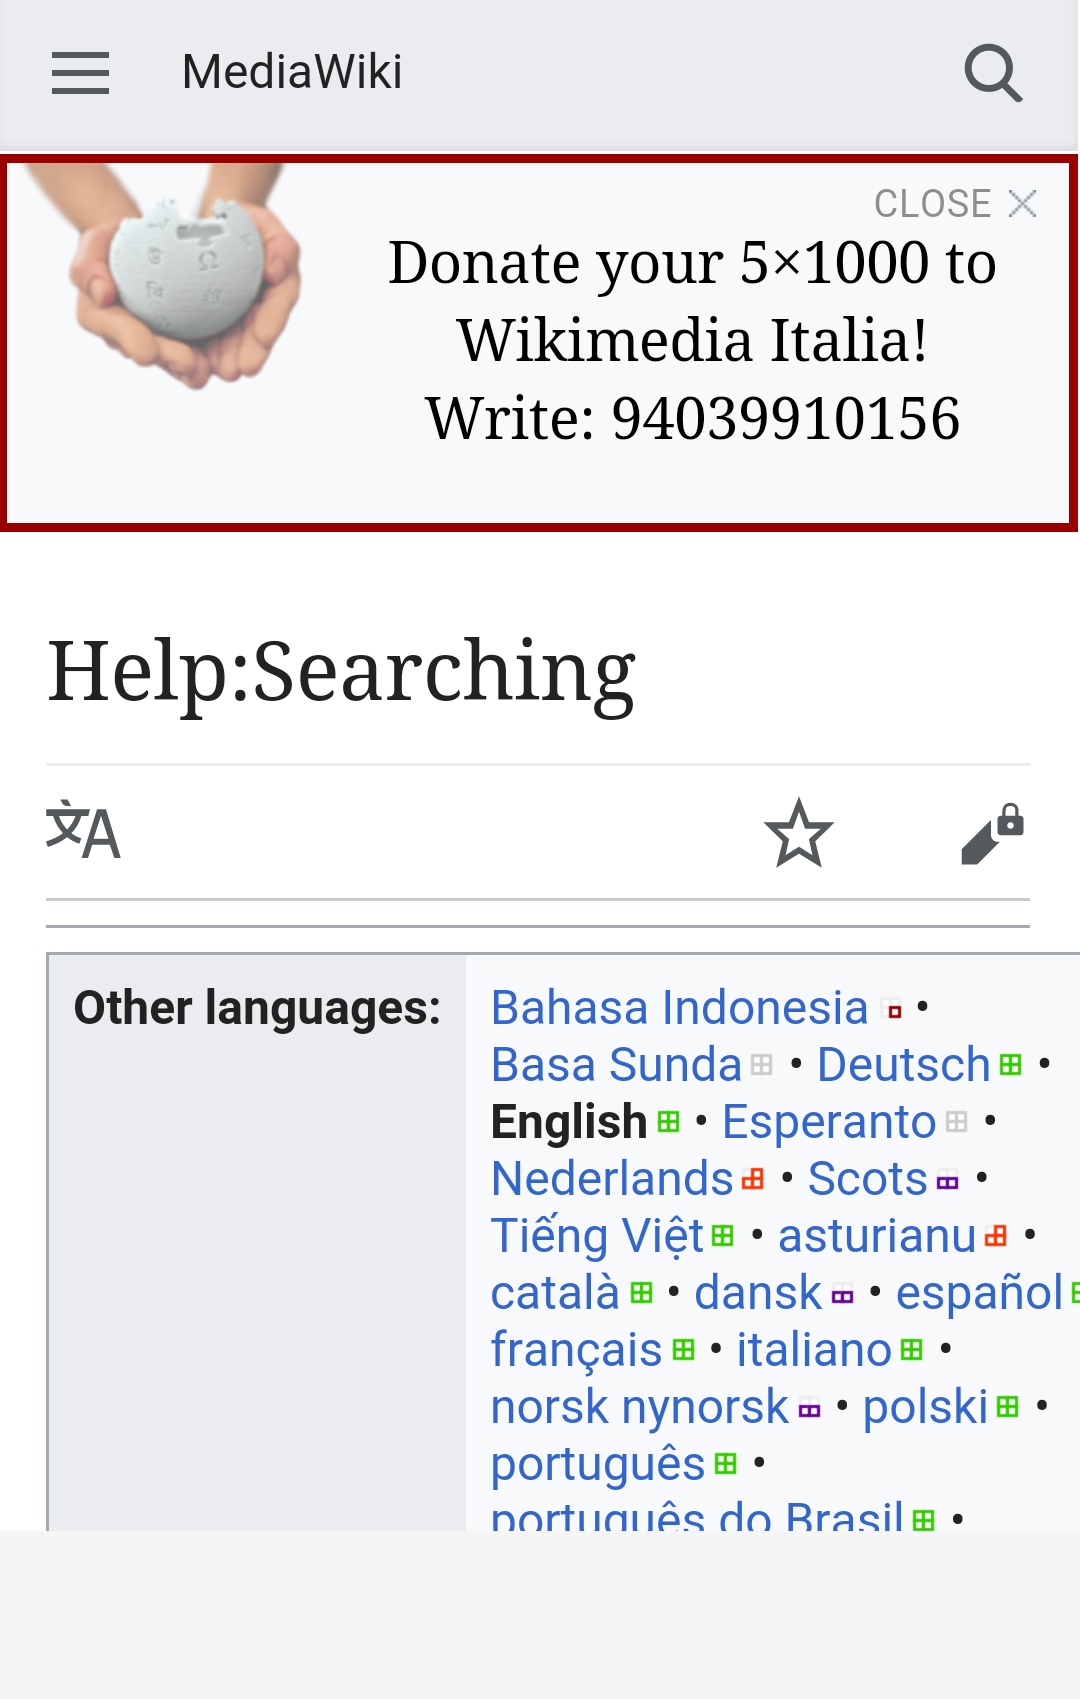 MediaWiki
CLOSE
Donate your 5×1000 to
Wikimedia Italia!
Write: 94039910156
Help:Searching
Other languages:
Bahasa Indonesia •
Basa Sunda • Deutsch •
English • Esperanto •
Nederlands • Scots •
Tiếng Việt • asturianu •
català • dansk • español
français • italiano •
norsk nynorsk • polski •
português •
português do Brasil •